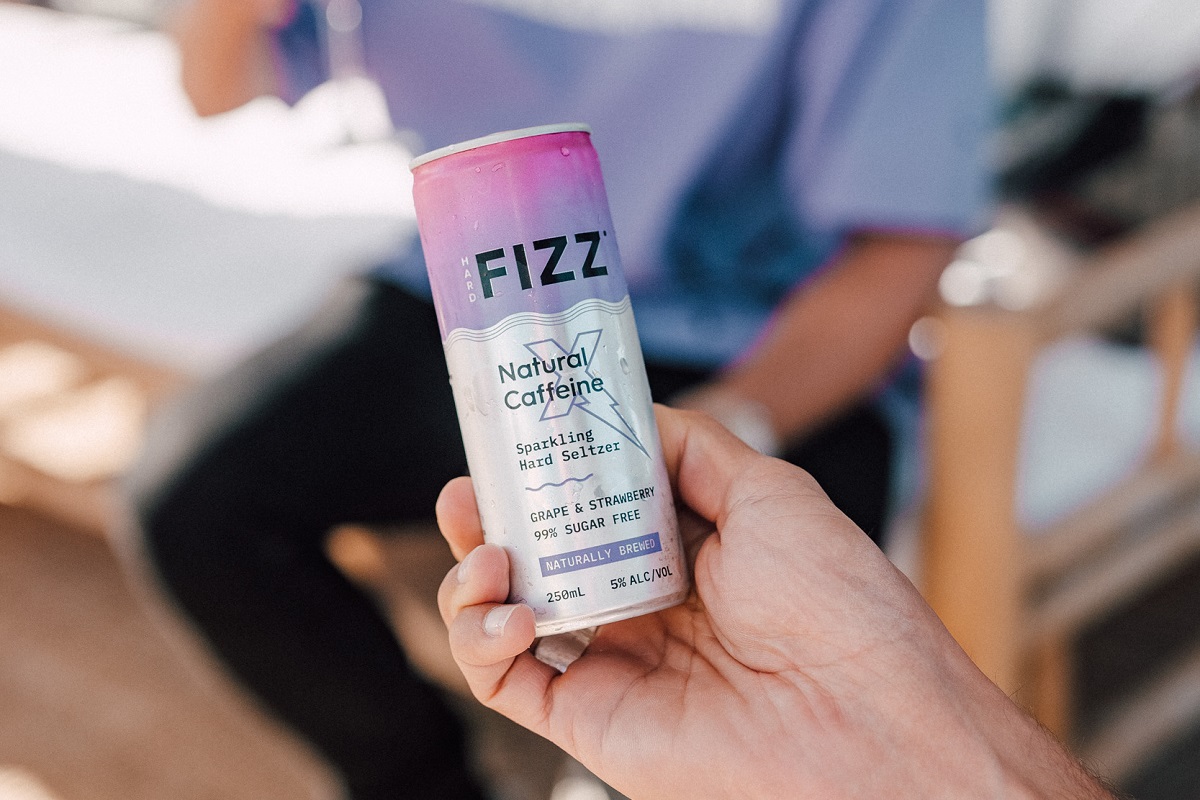 HARD
FIZZ
X
Natural
Caffeine
Sparkling
Hard Seltzer
GRAPE & STRAWBERRY
99% SUGAR FREE
NATURALLY BREWED
250mL 5% ALC/VOL